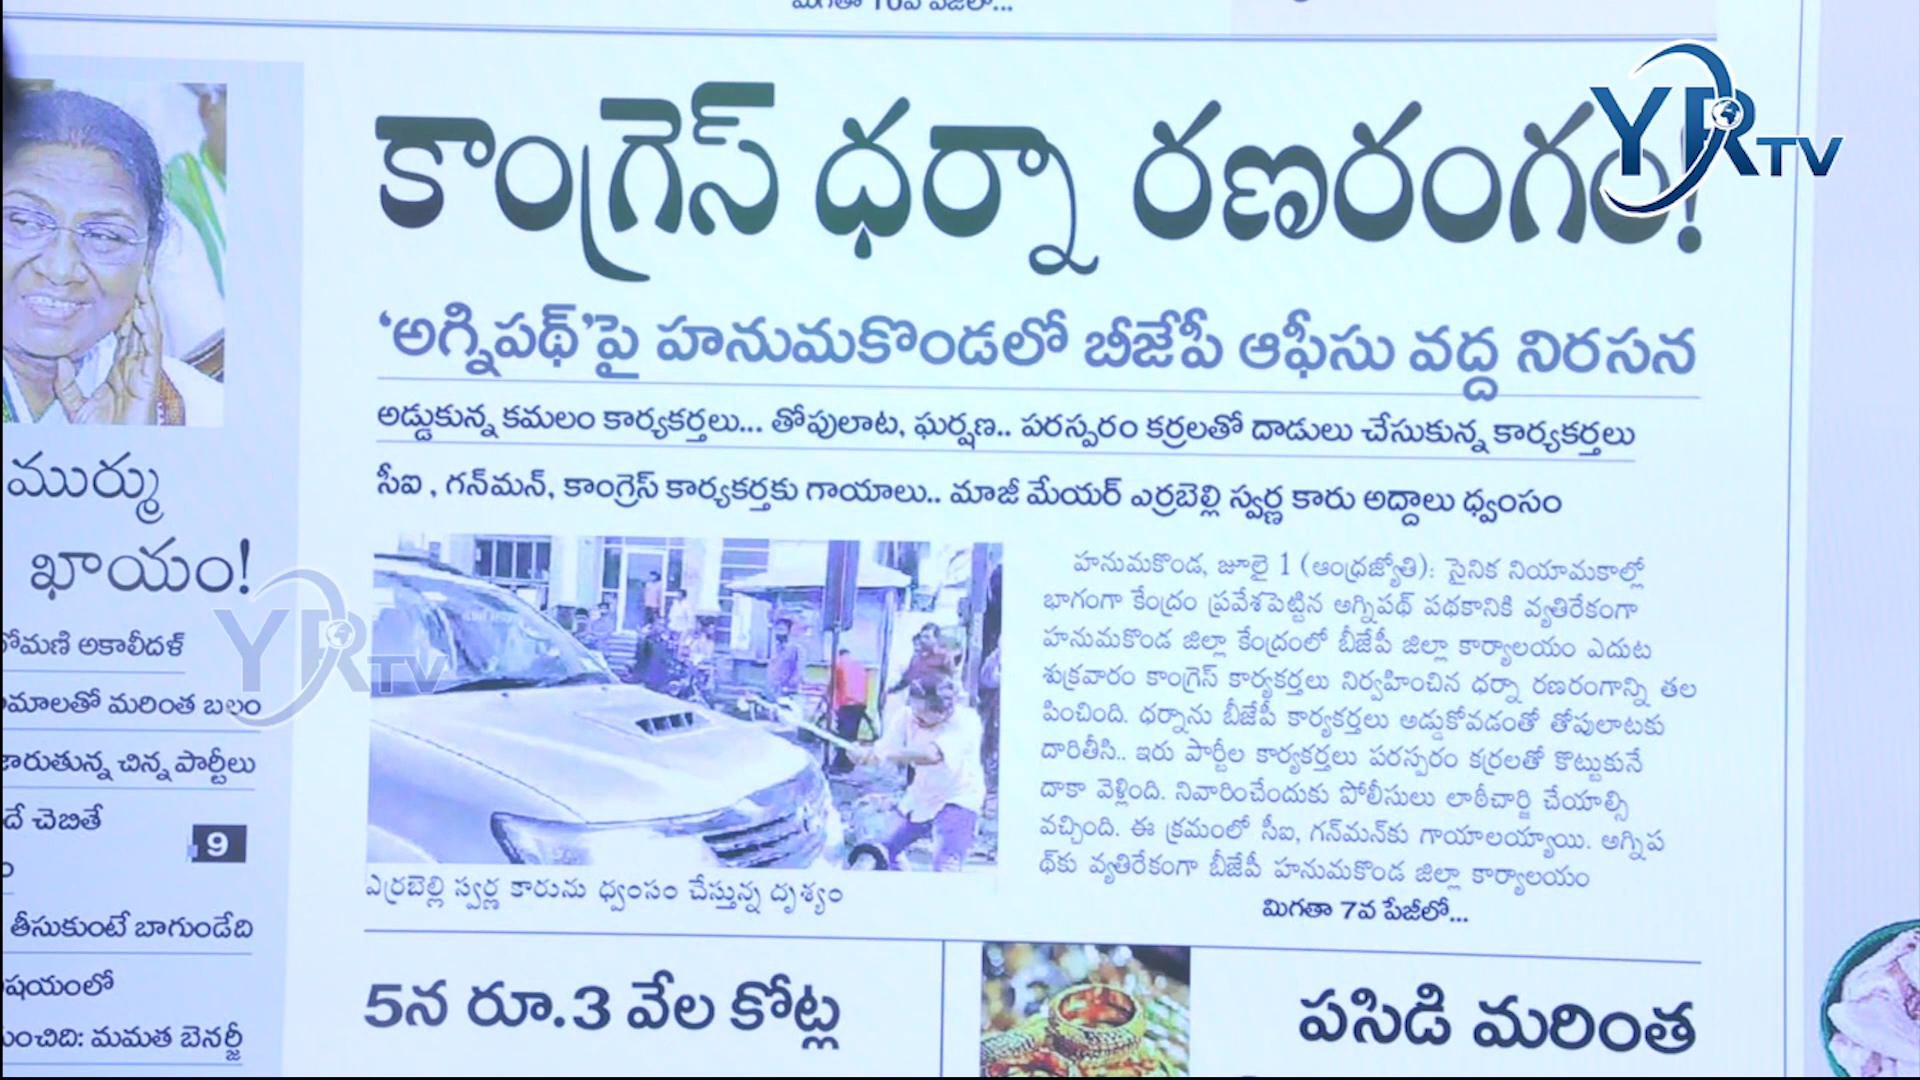 కాంగ్రెస్ ధర్నా రణరంగం!
'అగ్నిపథ్'పై హనుమకొండలో బీజేపీ ఆఫీసు వద్ద నిరసన
అడ్డుకున్న కమలం కార్యకర్తలు... తోపులాట, ఘర్షణ.. పరస్పరం కర్రలతో దాడులు చేసుకున్న కార్యకర్తలు
సీఐ, గన్‌మన్, కాంగ్రెస్ కార్యకర్తకు గాయాలు.. మాజీ మేయర్ ఎర్రబెల్లి స్వర్ణ కారు అద్దాలు ధ్వంసం
హనుమకొండ, జూలై 1 (ఆంధ్రజ్యోతి): సైనిక నియామకాల్లో
భాగంగా కేంద్రం ప్రవేశపెట్టిన అగ్నిపథ్ పథకానికి వ్యతిరేకంగా
హనుమకొండ జిల్లా కేంద్రంలో బీజేపీ జిల్లా కార్యాలయం ఎదుట
శుక్రవారం కాంగ్రెస్ కార్యకర్తలు నిర్వహించిన ధర్నా రణరంగాన్ని తల
పించింది. ధర్నాను బీజేపీ కార్యకర్తలు అడ్డుకోవడంతో తోపులాటకు
దారితీసి.. ఇరు పార్టీల కార్యకర్తలు పరస్పరం కర్రలతో కొట్టుకునే
దాకా వెళ్లింది. నివారించేందుకు పోలీసులు లాఠీచార్జి చేయాల్సి
వచ్చింది. ఈ క్రమంలో సీఐ, గన్‌మన్‌కు గాయాలయ్యాయి. అగ్నిప
థ్‌కు వ్యతిరేకంగా బీజేపీ హనుమకొండ జిల్లా కార్యాలయం
మిగతా 7వ పేజీలో...
ఎర్రబెల్లి స్వర్ణ కారును ధ్వంసం చేస్తున్న దృశ్యం
5న రూ.3 వేల కోట్ల
పసిడి మరింత
ముర్ము
ఖాయం!
అకాలీదళ్
మరింత బలం
చిన్న పార్టీలు
చెబితే
9
తీసుకుంటే బాగుండేది
మమత బెనర్జీ
YR TV
YR TV